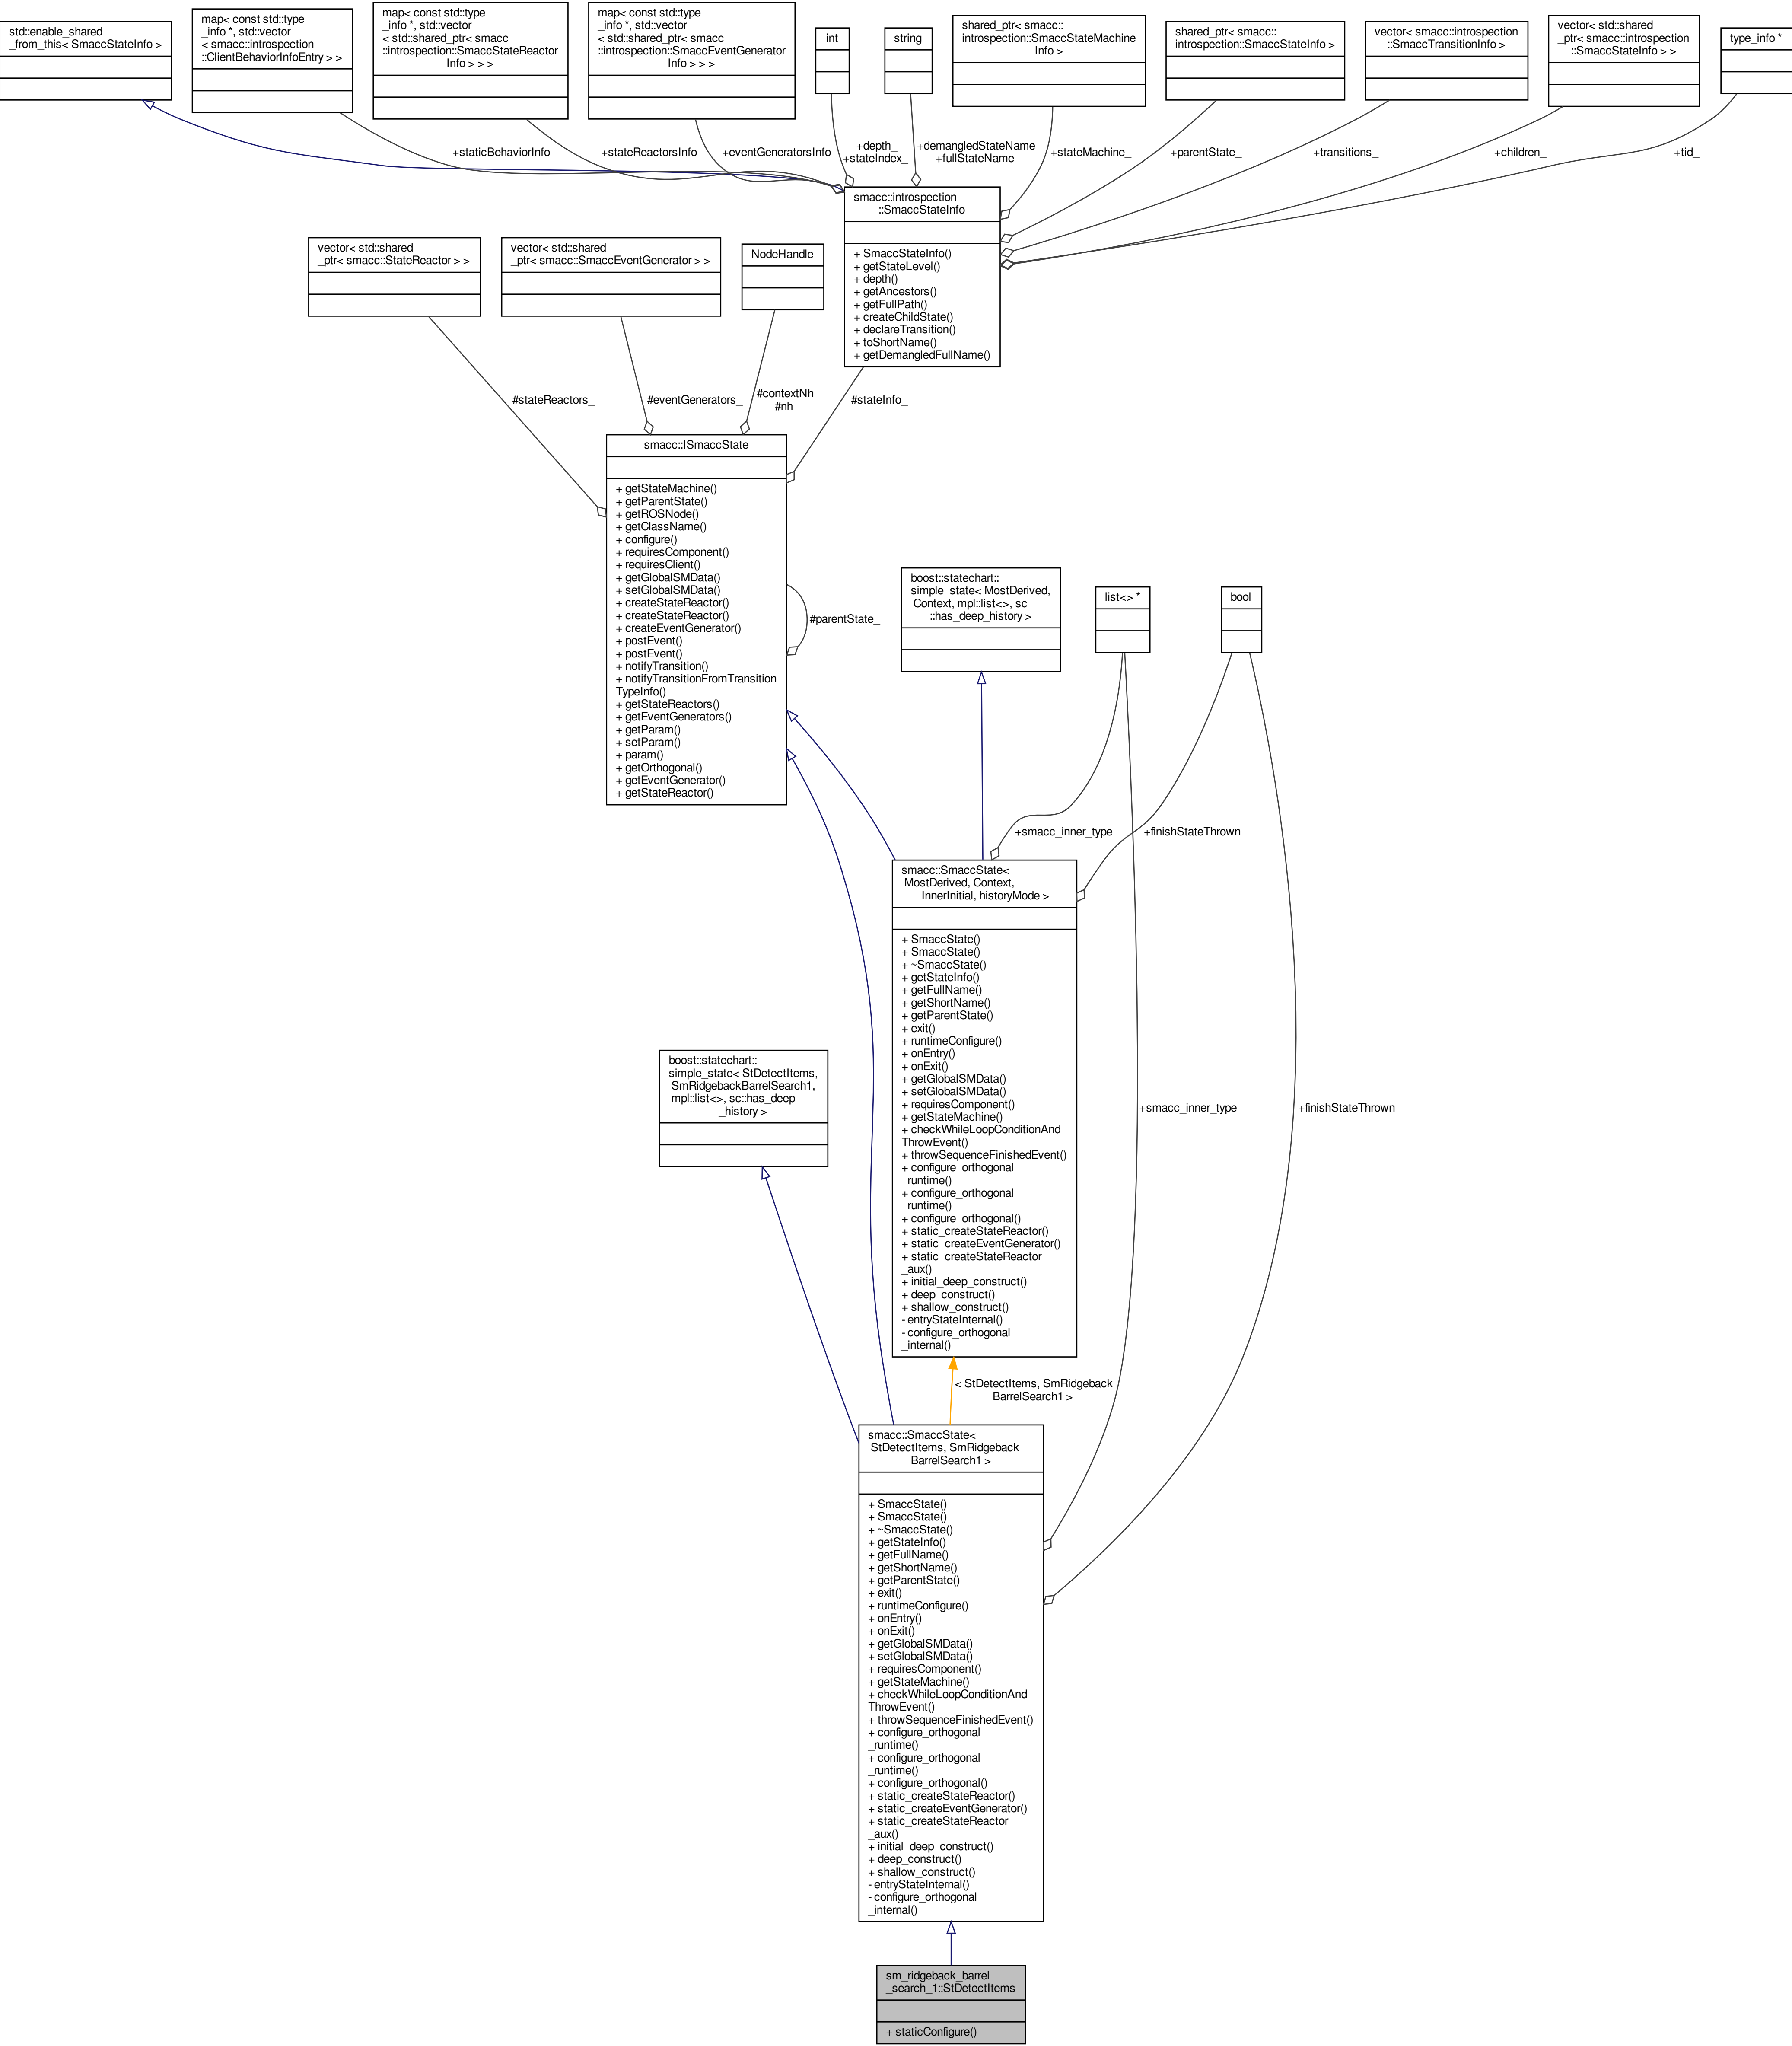 std::enable_shared
_from_this< SmaccStateInfo >
map< const std::type
_info *, std::vector
< smacc::introspection
::ClientBehaviorInfoEntry > >
map< const std::type
_info *, std::vector
< std::shared_ptr< smacc
::introspection::SmaccStateReactor
Info > > >
map< const std::type
_info *, std::vector
< std::shared_ptr< smacc
::introspection::SmaccEventGenerator
Info > > >
int
string
shared_ptr< smacc::
introspection::SmaccStateMachine
Info >
shared_ptr< smacc::
introspection::SmaccStateInfo >
vector< smacc::introspection
::SmaccTransitionInfo >
vector< std::shared
_ptr< smacc::introspection
::SmaccStateInfo > >
type_info *
+staticBehaviorInfo
+stateReactorsInfo
+eventGeneratorsInfo
+depth_
+stateIndex_
+demangledStateName
+fullStateName
+stateMachine_
+parentState_
+transitions_
+children_
+tid_
smacc::introspection
::SmaccStateInfo
+ SmaccStateInfo()
+ getStateLevel()
+ depth()
+ getAncestors()
+ getFullPath()
+ createChildState()
+ declareTransition()
+ toShortName()
+ getDemangledFullName()
vector< std::shared
_ptr< smacc::StateReactor > >
vector< std::shared
_ptr< smacc::SmaccEventGenerator > >
NodeHandle
#stateReactors_
#eventGenerators_
#contextNh
#nh
#stateInfo_
smacc::ISmaccState
+ getStateMachine()
+ getParentState()
+ getROSNode()
+ getClassName()
+ configure()
+ requiresComponent()
+ requiresClient()
+ getGlobalSMData()
+ setGlobalSMData()
+ createStateReactor()
+ createStateReactor()
+ createEventGenerator()
+ postEvent()
+ postEvent()
+ notifyTransition()
+ notifyTransitionFromTransition
TypeInfo()
+ getStateReactors()
+ getEventGenerators()
+ getParam()
+ setParam()
+ param()
+ getOrthogonal()
+ getEventGenerator()
+ getStateReactor()
#parentState_
boost::statechart::
simple_state< MostDerived,
Context, mpl::list<>, sc
::has_deep_history >
list<> *
bool
+smacc_inner_type
+finishStateThrown
smacc::SmaccState<
MostDerived, Context,
InnerInitial, historyMode >
+ SmaccState()
+ SmaccState()
+ ~SmaccState()
+ getStateInfo()
+ getFullName()
+ getShortName()
+ getParentState()
+ exit()
+ runtimeConfigure()
+ onEntry()
+ onExit()
+ getGlobalSMData()
+ setGlobalSMData()
+ requiresComponent()
+ getStateMachine()
+ checkWhileLoopConditionAnd
ThrowEvent()
+ throwSequenceFinishedEvent()
+ configure_orthogonal
_runtime()
+ configure_orthogonal
_runtime()
+ configure_orthogonal()
+ static_createStateReactor()
+ static_createEventGenerator()
+ static_createStateReactor
_aux()
+ initial_deep_construct()
+ deep_construct()
+ shallow_construct()
- entryStateInternal()
- configure_orthogonal
_internal()
boost::statechart::
simple_state< StDetectItems,
SmRidgebackBarrelSearch1,
mpl::list<>, sc::has_deep
_history >
+smacc_inner_type
+finishStateThrown
< StDetectItems, SmRidgeback
BarrelSearch1 >
smacc::SmaccState<
StDetectItems, SmRidgeback
BarrelSearch1 >
+ SmaccState()
+ SmaccState()
+ ~SmaccState()
+ getStateInfo()
+ getFullName()
+ getShortName()
+ getParentState()
+ exit()
+ runtimeConfigure()
+ onEntry()
+ onExit()
+ getGlobalSMData()
+ setGlobalSMData()
+ requiresComponent()
+ getStateMachine()
+ checkWhileLoopConditionAnd
ThrowEvent()
+ throwSequenceFinishedEvent()
+ configure_orthogonal
_runtime()
+ configure_orthogonal
_runtime()
+ configure_orthogonal()
+ static_createStateReactor()
+ static_createEventGenerator()
+ static_createStateReactor
_aux()
+ initial_deep_construct()
+ deep_construct()
+ shallow_construct()
- entryStateInternal()
- configure_orthogonal
_internal()
sm_ridgeback_barrel
_search_1::StDetectItems
+ staticConfigure()